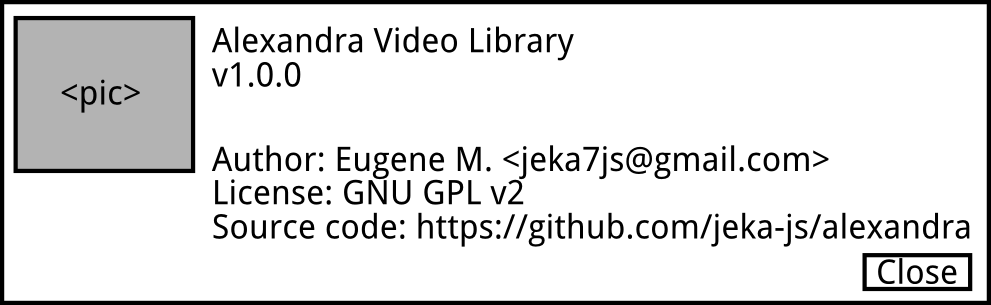 <pic>
Alexandra Video Library
v1.0.0
Author: Eugene M. <jeka7js@gmail.com>
License: GNU GPL v2
Source code: https://github.com/jeka-js/alexandra
Close